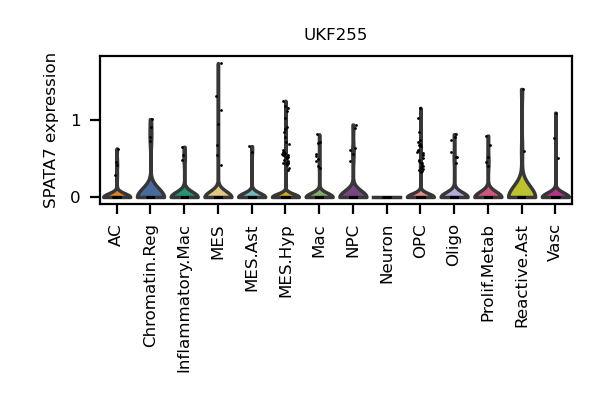 UKF255
SPATA7 expression
1
0
AC
Chromatin.Reg
Inflammatory.Mac
MES
MES.Ast
MES.Hyp
Mac
NPC
Neuron
OPC
Oligo
Prolif.Metab
Reactive.Ast
Vasc